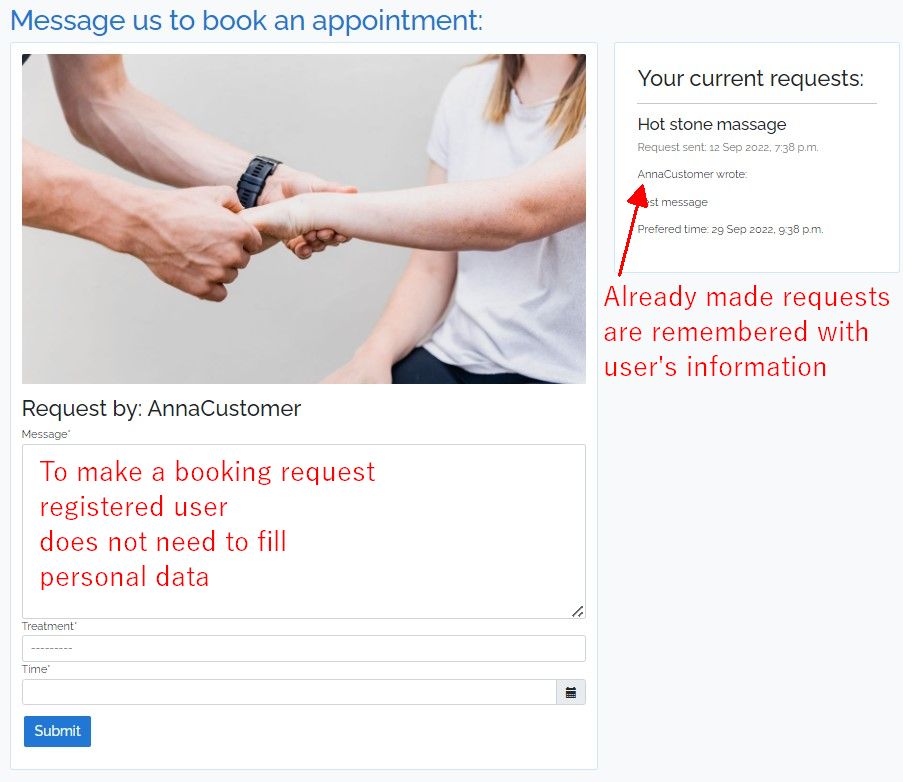 Message us to book an appointment:
Request by: AnnaCustomer
Message*
To make a booking request
registered user
does not need to fill
personal data
Treatment*
---------
Time*
Submit
Your current requests:
Hot stone massage
Request sent: 12 Sep 2022, 7:38 p.m.
AnnaCustomer wrote:
message
Prefered time: 29 Sep 2022, 9:38 p.m.
Already made requests
are remembered with
user's information